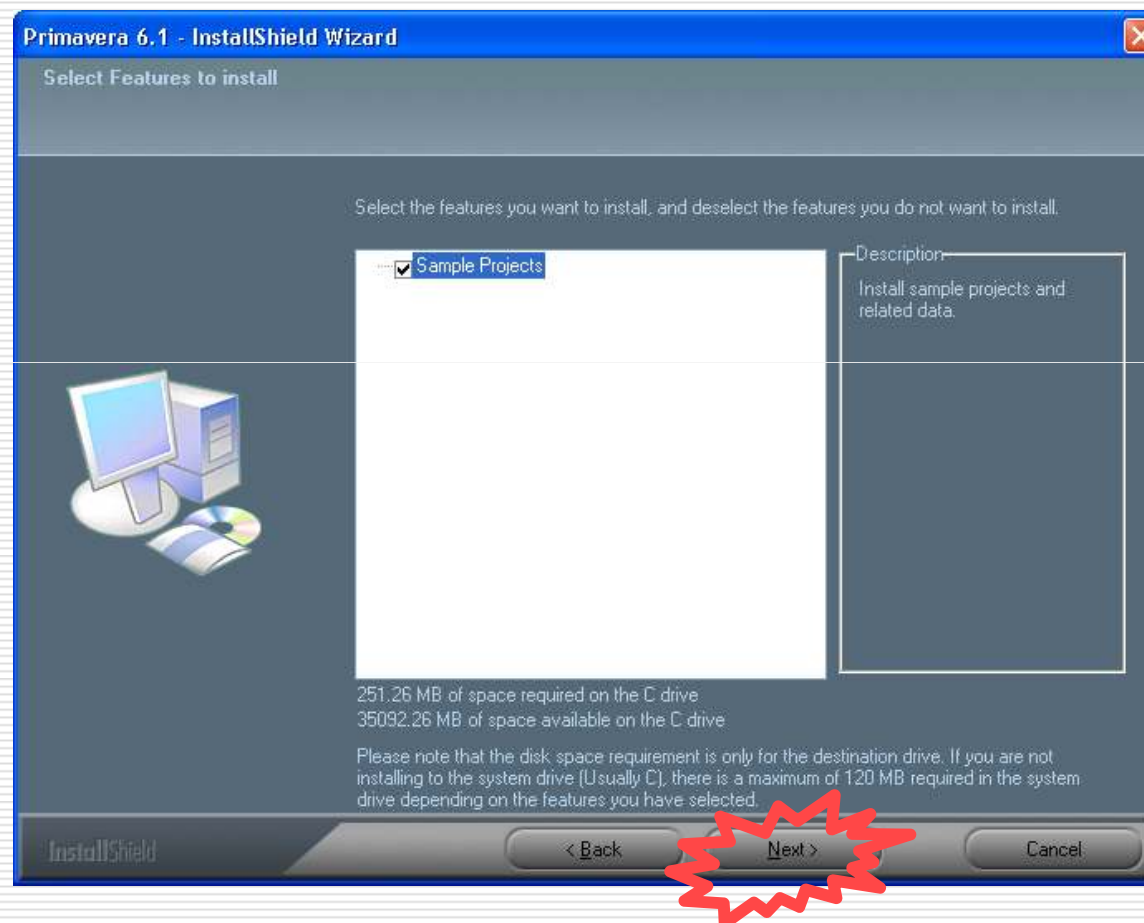 Primavera 6.1 - InstallShield Wizard
Select Features to install
Select the features you want to install, and deselect the features you do not want to install.
Sample Projects
Description
Install sample projects and
related data.
251.26 MB of space required on the C drive
35092.26 MB of space available on the C drive
Please note that the disk space requirement is only for the destination drive. If you are not
installing to the system drive (Usually C), there is a maximum of 120 MB required in the system
drive depending on the features you have selected.
InstallShield
< Back
Next >
Cancel